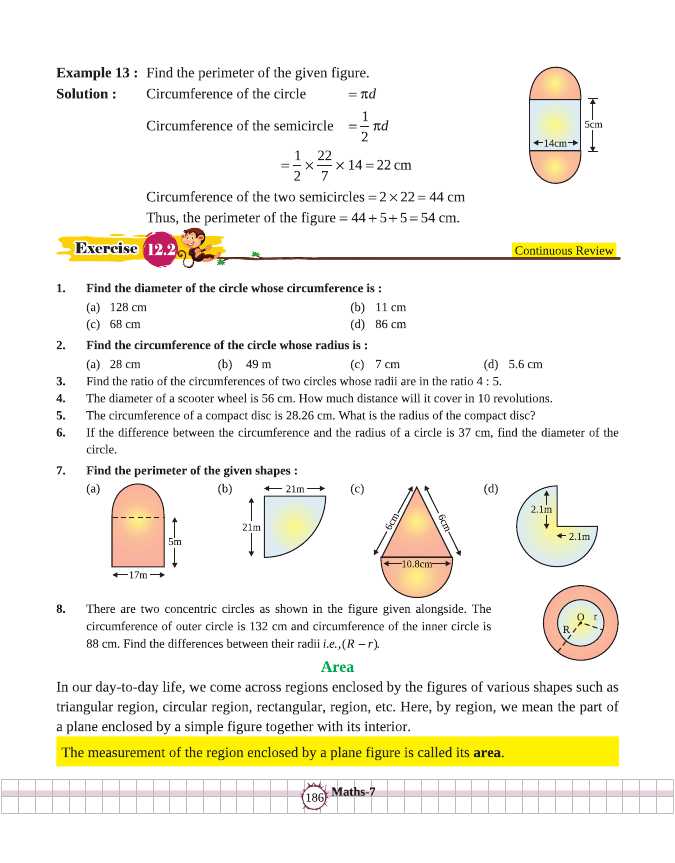 Example 13 : Find the perimeter of the given figure.
Solution : Circumference of the circle = πd
Circumference of the semicircle = 1/2 πd
= 1/2 × 22/7 × 14 = 22 cm
5cm
14cm
Circumference of the two semicircles = 2 × 22 = 44 cm
Thus, the perimeter of the figure = 44 + 5 + 5 = 54 cm.
Exercise 12.2
Continuous Review
1. Find the diameter of the circle whose circumference is :
(a) 128 cm (b) 11 cm
(c) 68 cm (d) 86 cm
2. Find the circumference of the circle whose radius is :
(a) 28 cm (b) 49 m (c) 7 cm (d) 5.6 cm
3. Find the ratio of the circumferences of two circles whose radii are in the ratio 4 : 5.
4. The diameter of a scooter wheel is 56 cm. How much distance will it cover in 10 revolutions.
5. The circumference of a compact disc is 28.26 cm. What is the radius of the compact disc?
6. If the difference between the circumference and the radius of a circle is 37 cm, find the diameter of the
circle.
7. Find the perimeter of the given shapes :
(a) (b) (c) (d)
5m
17m
21m
21m
6cm
6cm
10.8cm
2.1m
2.1m
8. There are two concentric circles as shown in the figure given alongside. The
circumference of outer circle is 132 cm and circumference of the inner circle is
88 cm. Find the differences between their radii i.e.,(R – r).
O r
R
Area
In our day-to-day life, we come across regions enclosed by the figures of various shapes such as
triangular region, circular region, rectangular, region, etc. Here, by region, we mean the part of
a plane enclosed by a simple figure together with its interior.
The measurement of the region enclosed by a plane figure is called its area.
186 Maths-7